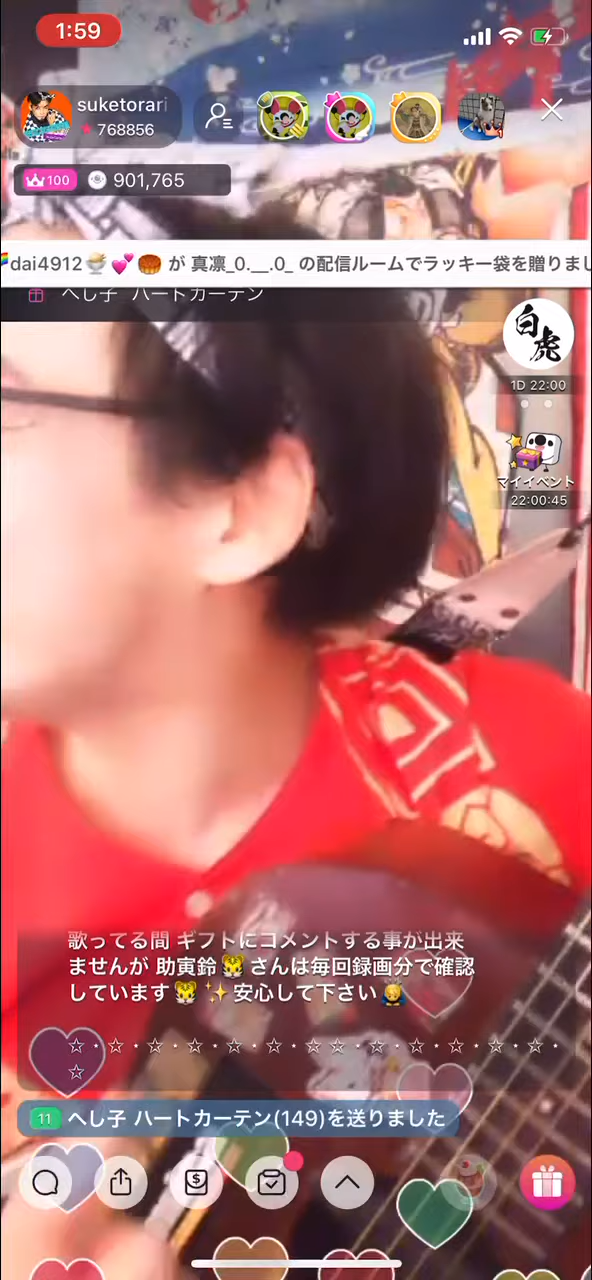 1:59
suketorari
768856
100
901,765
dai4912🍨💕🥮 が 真凛_0.__.0_ の配信ルームでラッキー袋を贈りまし
へし子 ハートカーテン
白虎
1D 22:00
マイイベント
22:00:45
歌ってる間 ギフトにコメントする事が出来
ませんが 助寅鈴🐯さんは毎回録画分で確認
しています🐯✨安心して下さい🙇
☆・☆・☆・☆・☆・☆・☆☆・☆・☆・☆・☆・☆・
☆
11 へし子 ハートカーテン(149)を送りました